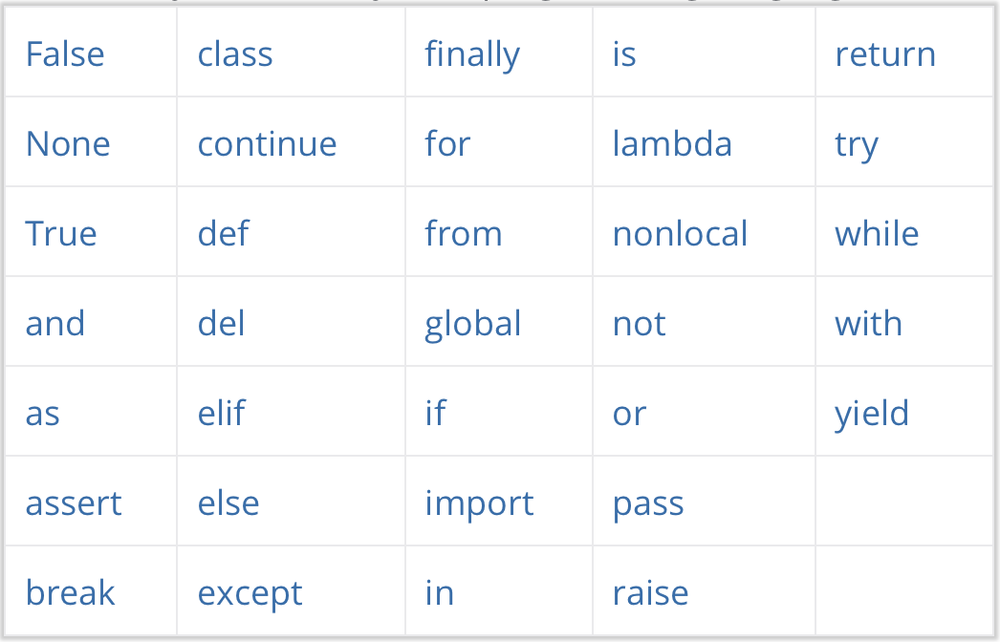 False class finally is return
None continue for lambda try
True def from nonlocal while
and del global not with
as elif if or yield
assert else import pass
break except in raise